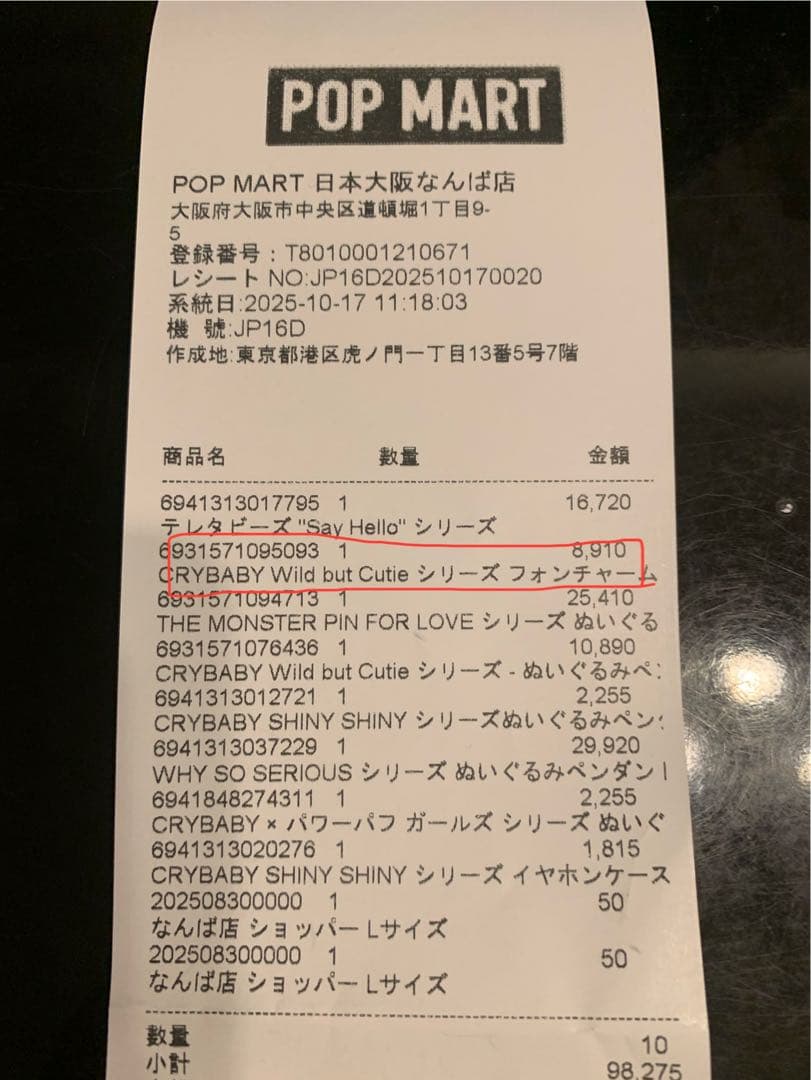 POP MART
POP MART 日本大阪なんば店
大阪府大阪市中央区道頓堀1丁目9-
5
登録番号：T8010001210671
レシート NO:JP16D202510170020
系統日:2025-10-17 11:18:03
機 號:JP16D
作成地:東京都港区虎ノ門一丁目13番5号7階
商品名 数量 金額
6941313017795 1 16,720
テレタビーズ "Say Hello" シリーズ
6931571095093 1 8,910
CRYBABY Wild but Cutie シリーズ フォンチャーム
6931571094713 1 25,410
THE MONSTER PIN FOR LOVE シリーズ ぬいぐる
6931571076436 1 10,890
CRYBABY Wild but Cutie シリーズ - ぬいぐるみペ
6941313012721 1 2,255
CRYBABY SHINY SHINY シリーズぬいぐるみペン
6941313037229 1 29,920
WHY SO SERIOUS シリーズ ぬいぐるみペンダン
6941848274311 1 2,255
CRYBABY × パワーパフ ガールズ シリーズ ぬいぐ
6941313020276 1 1,815
CRYBABY SHINY SHINY シリーズ イヤホンケース
202508300000 1 50
なんば店 ショッパー Lサイズ
202508300000 1 50
なんば店 ショッパー Lサイズ
数量 10
小計 98,275